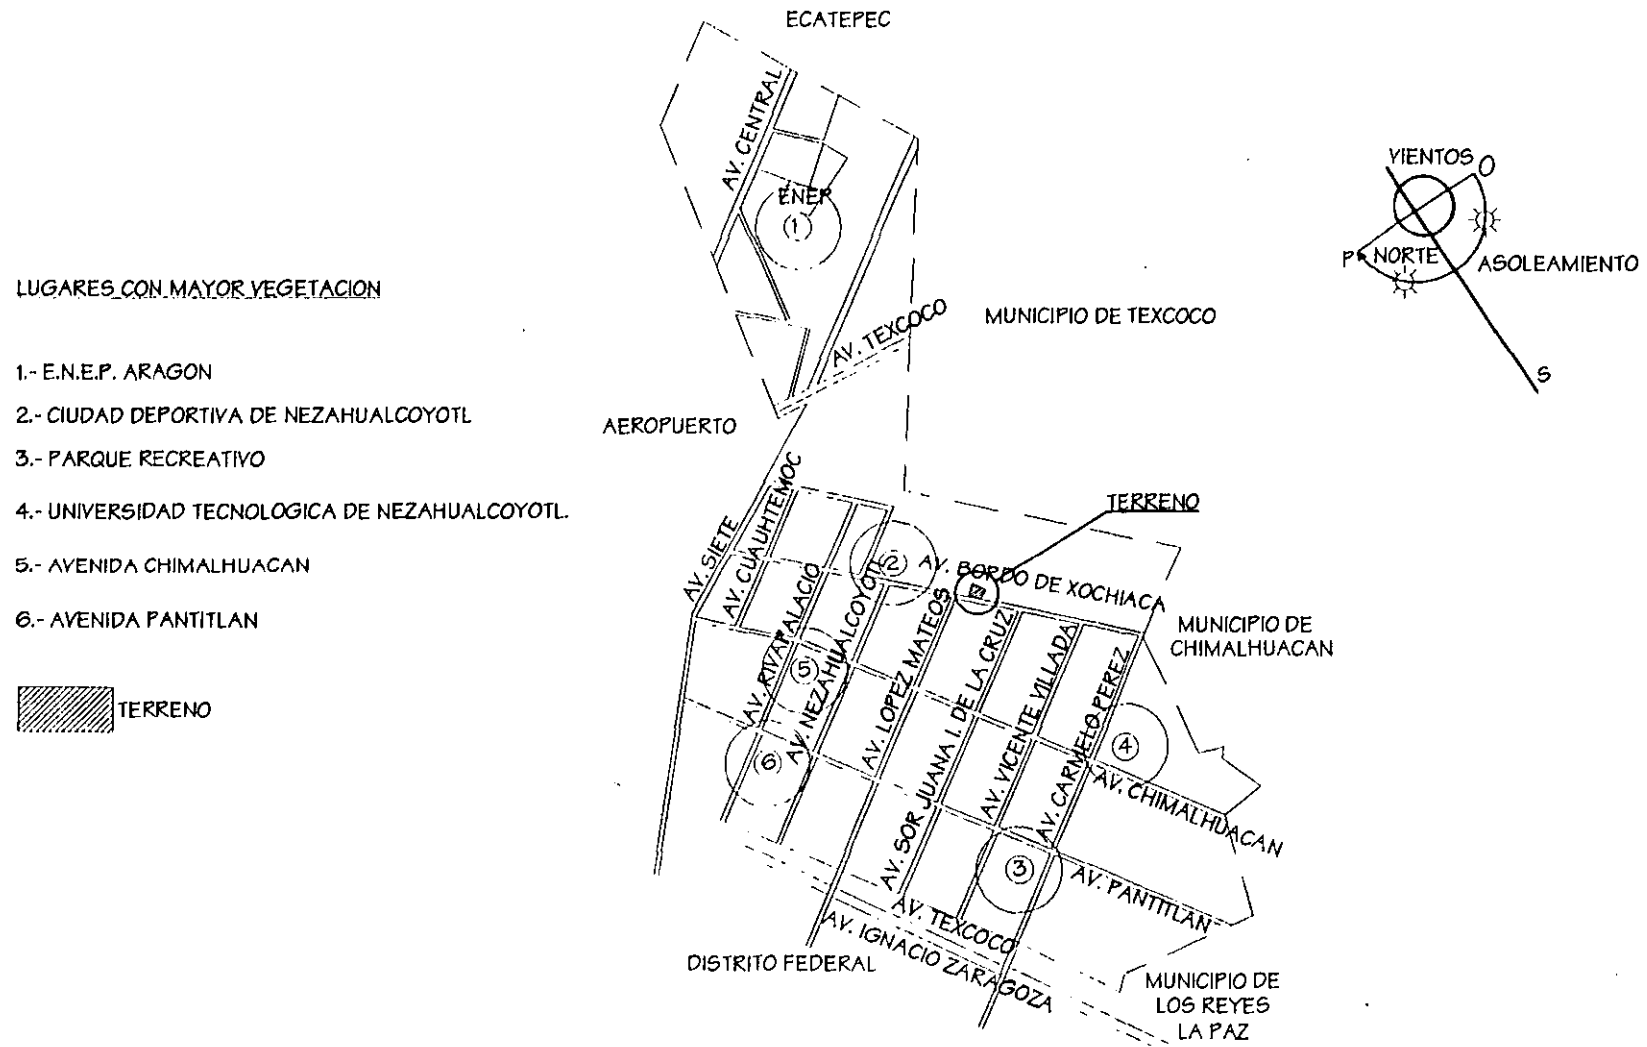 ECATEPEC
AV. CENTRAL
ENEP
1
VIENTOS
O
P
NORTE
ASOLEAMIENTO
S
LUGARES CON MAYOR VEGETACION
1.- E.N.E.P. ARAGON
2.- CIUDAD DEPORTIVA DE NEZAHUALCOYOTL
3.- PARQUE RECREATIVO
4.- UNIVERSIDAD TECNOLOGICA DE NEZAHUALCOYOTL.
5.- AVENIDA CHIMALHUACAN
6.- AVENIDA PANTITLAN
TERRENO
AV. TEXCOCO
MUNICIPIO DE TEXCOCO
AEROPUERTO
TERRENO
AV. SIETE
AV. CUAUHTEMOC
2
AV. BORDO DE XOCHIACA
AV. RIVAPALACIO
AV. NEZAHUALCOYOTL
AV. LOPEZ MATEOS
AV. SOR JUANA I. DE LA CRUZ
AV. VICENTE VILLADA
AV. CARMELO PEREZ
MUNICIPIO DE
CHIMALHUACAN
5
6
4
3
AV. CHIMALHUACAN
AV. PANTITLAN
AV. TEXCOCO
AV. IGNACIO ZARAGOZA
DISTRITO FEDERAL
MUNICIPIO DE
LOS REYES
LA PAZ